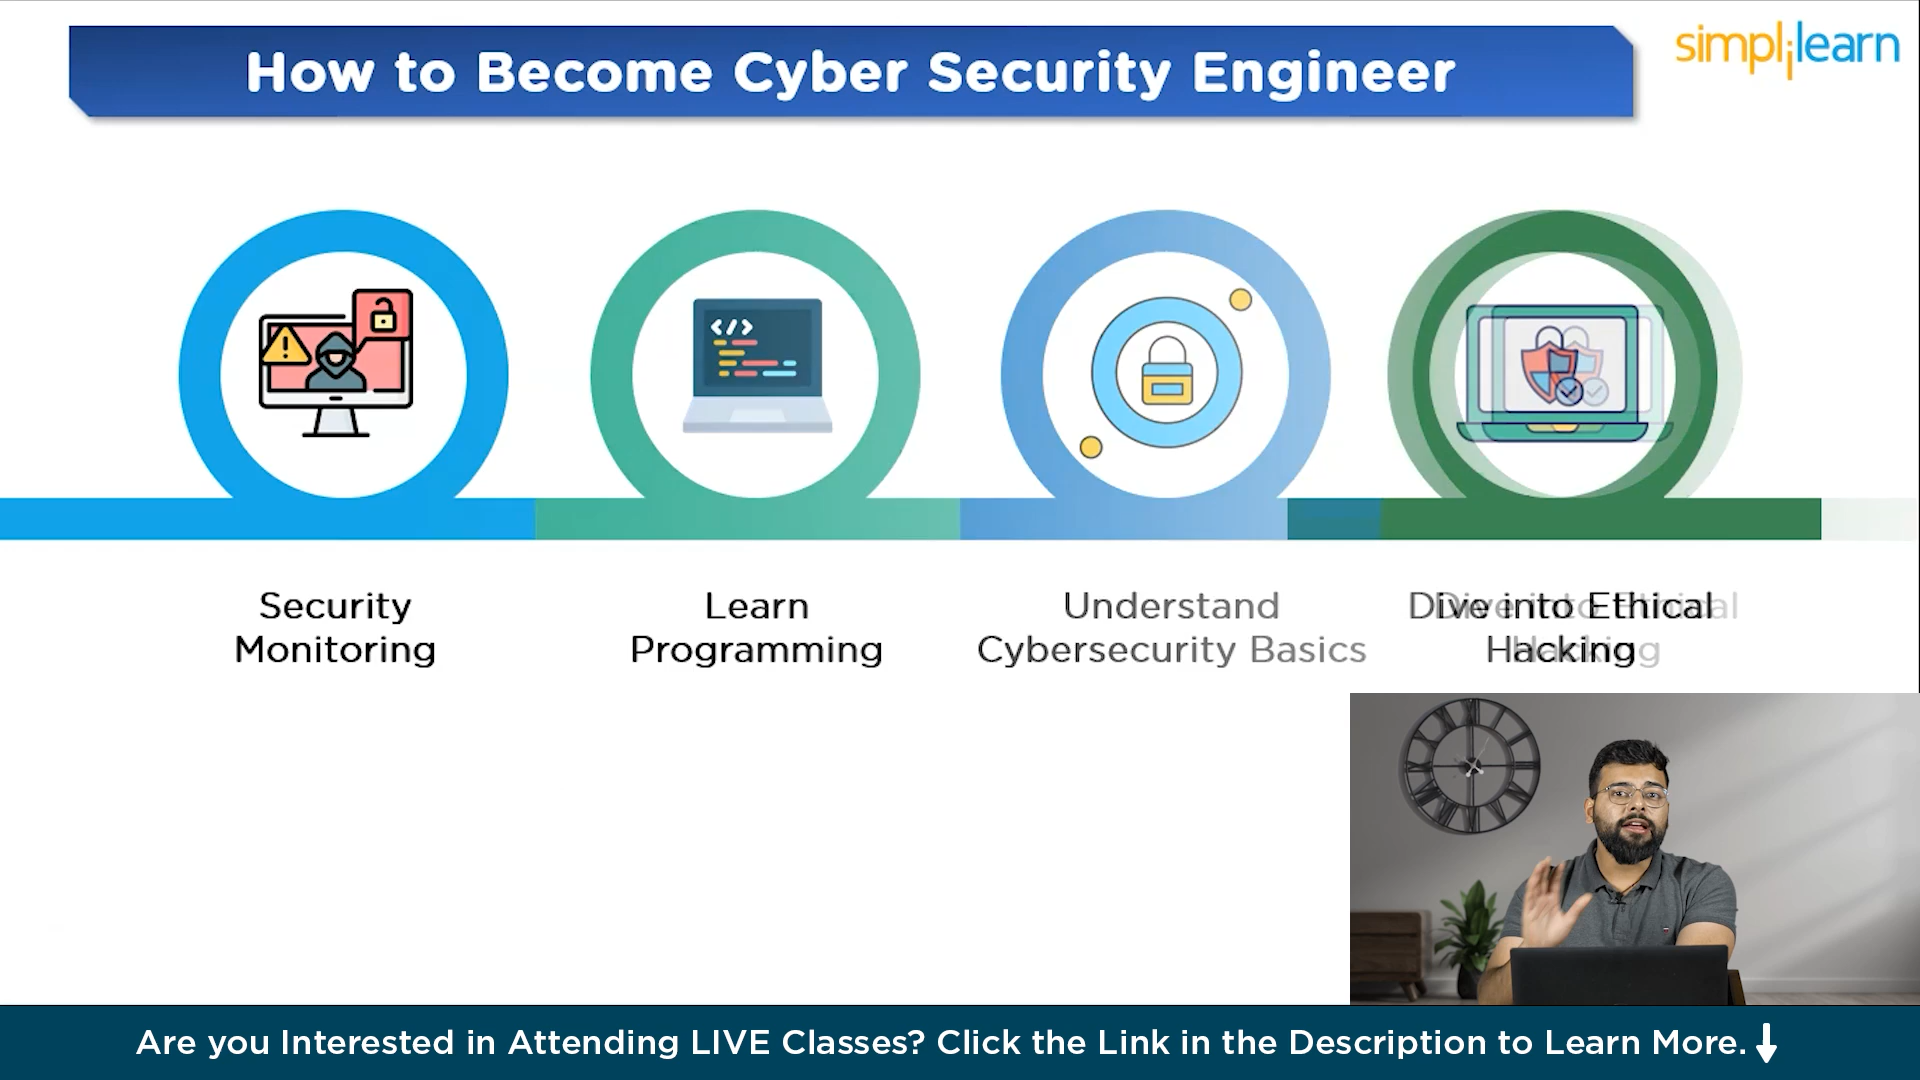 How to Become Cyber Security Engineer
simplilearn
</>
Security
Monitoring
Learn
Programming
Understand
Cybersecurity Basics
Dive into Ethical
Hacking
Are you Interested in Attending LIVE Classes? Click the Link in the Description to Learn More.